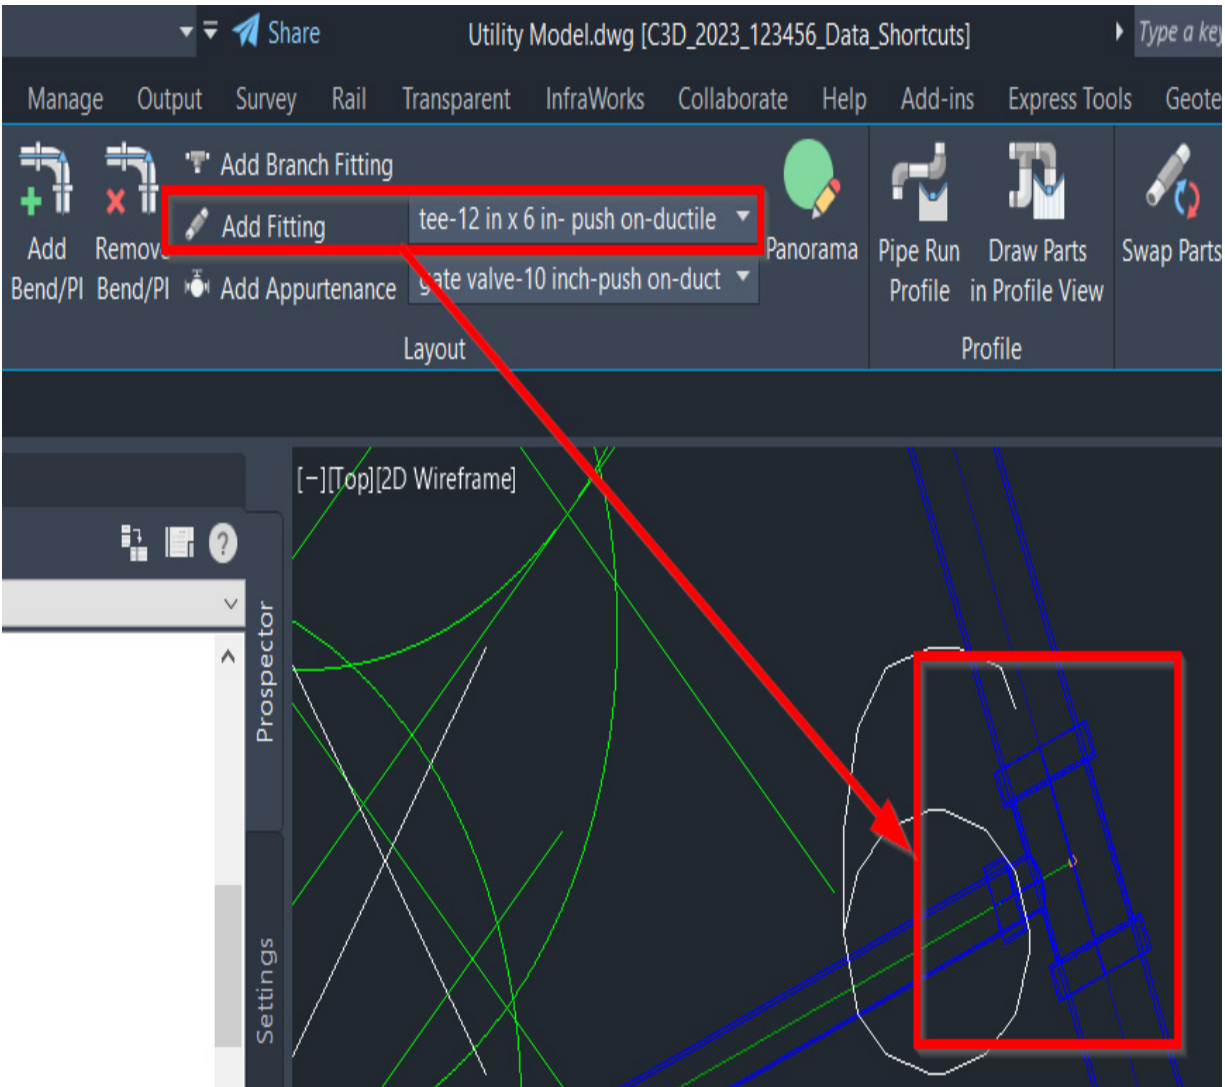 Share
Utility Model.dwg [C3D_2023_123456_Data_Shortcuts]
Type a key
Manage Output Survey Rail Transparent InfraWorks Collaborate Help Add-ins Express Tools Geote
Add Branch Fitting
Add Fitting
tee-12 in x 6 in- push on-ductile
Add Appurtenance
gate valve-10 inch-push on-duct
Add
Bend/PI
Remove
Bend/PI
Panorama
Pipe Run
Profile
Draw Parts
in Profile View
Swap Parts
Layout
Profile
[−][Top][2D Wireframe]
Prospector
Settings